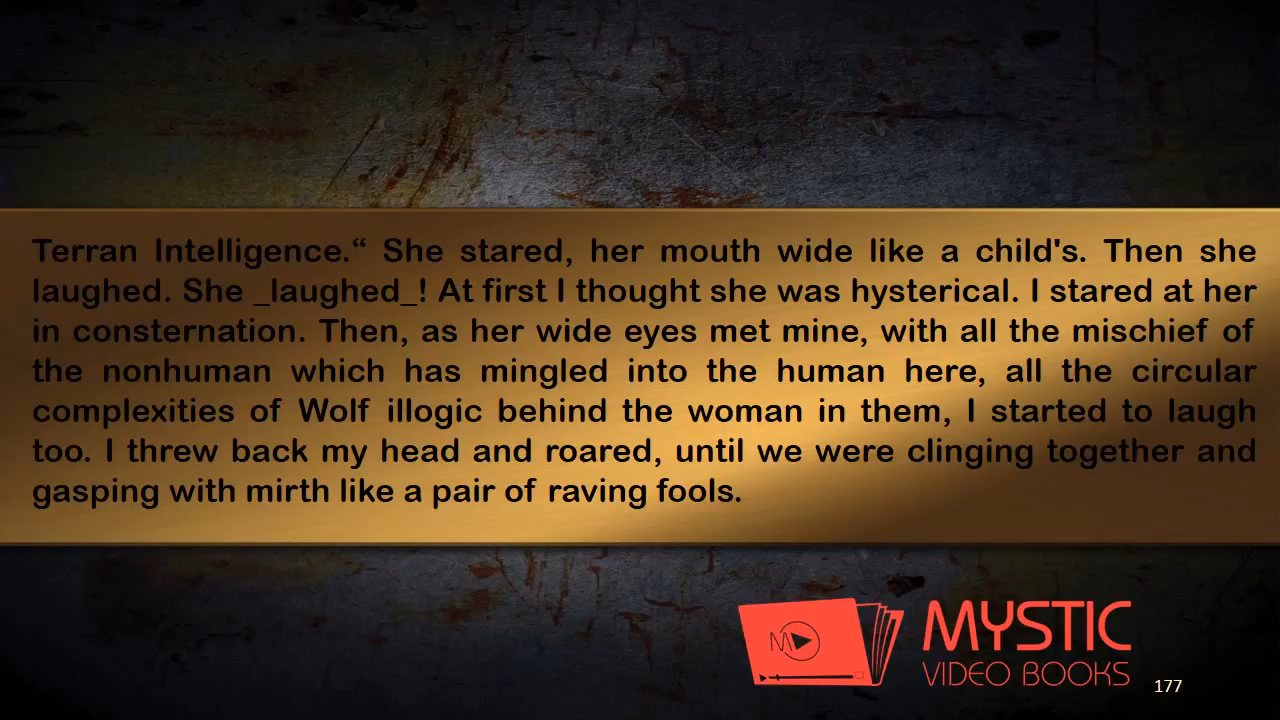 Terran Intelligence.“ She stared, her mouth wide like a child's. Then she
laughed. She _laughed_! At first I thought she was hysterical. I stared at her
in consternation. Then, as her wide eyes met mine, with all the mischief of
the nonhuman which has mingled into the human here, all the circular
complexities of Wolf illogic behind the woman in them, I started to laugh
too. I threw back my head and roared, until we were clinging together and
gasping with mirth like a pair of raving fools.
M
MYSTIC
VIDEO BOOKS
177